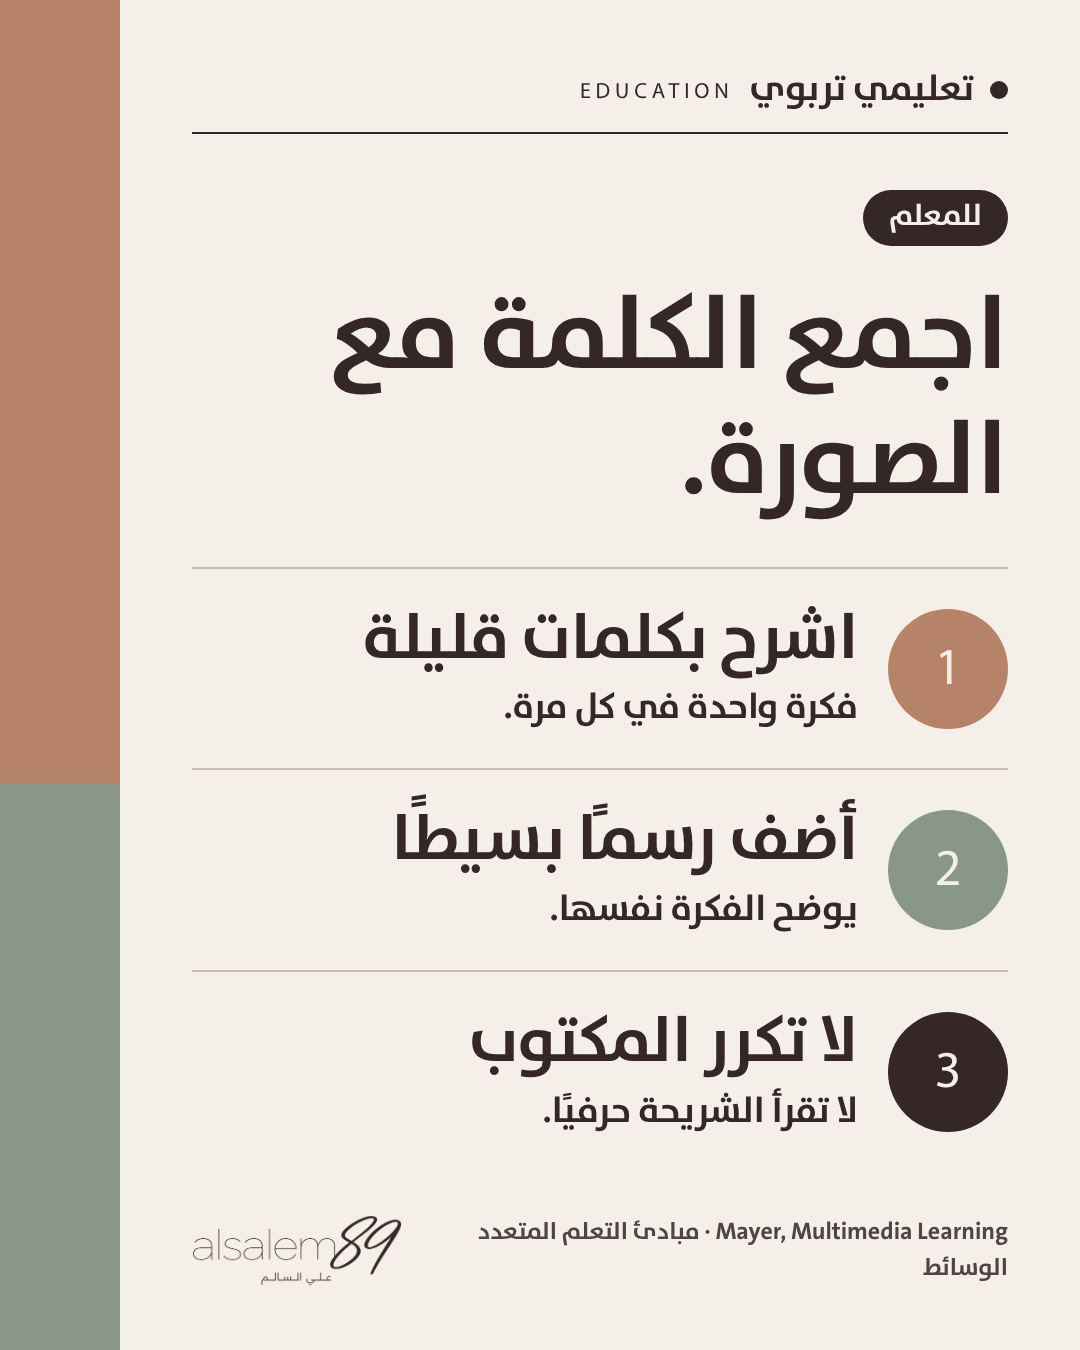 تعليمي تربوي EDUCATION
للمعلم
اجمع الكلمة مع
الصورة.
1
اشرح بكلمات قليلة
فكرة واحدة في كل مرة.
2
أضف رسمًا بسيطًا
يوضح الفكرة نفسها.
3
لا تكرر المكتوب
لا تقرأ الشريحة حرفيًا.
Mayer, Multimedia Learning · مبادئ التعلم المتعدد
الوسائط
alsalem89
علي السالم